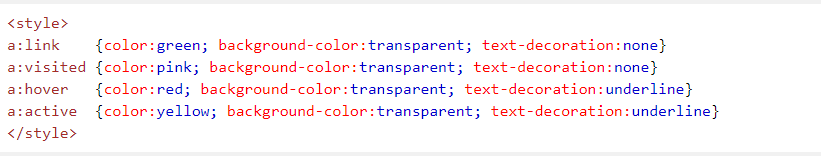 <style>
a:link    {color:green; background-color:transparent; text-decoration:none}
a:visited {color:pink; background-color:transparent; text-decoration:none}
a:hover   {color:red; background-color:transparent; text-decoration:underline}
a:active  {color:yellow; background-color:transparent; text-decoration:underline}
</style>